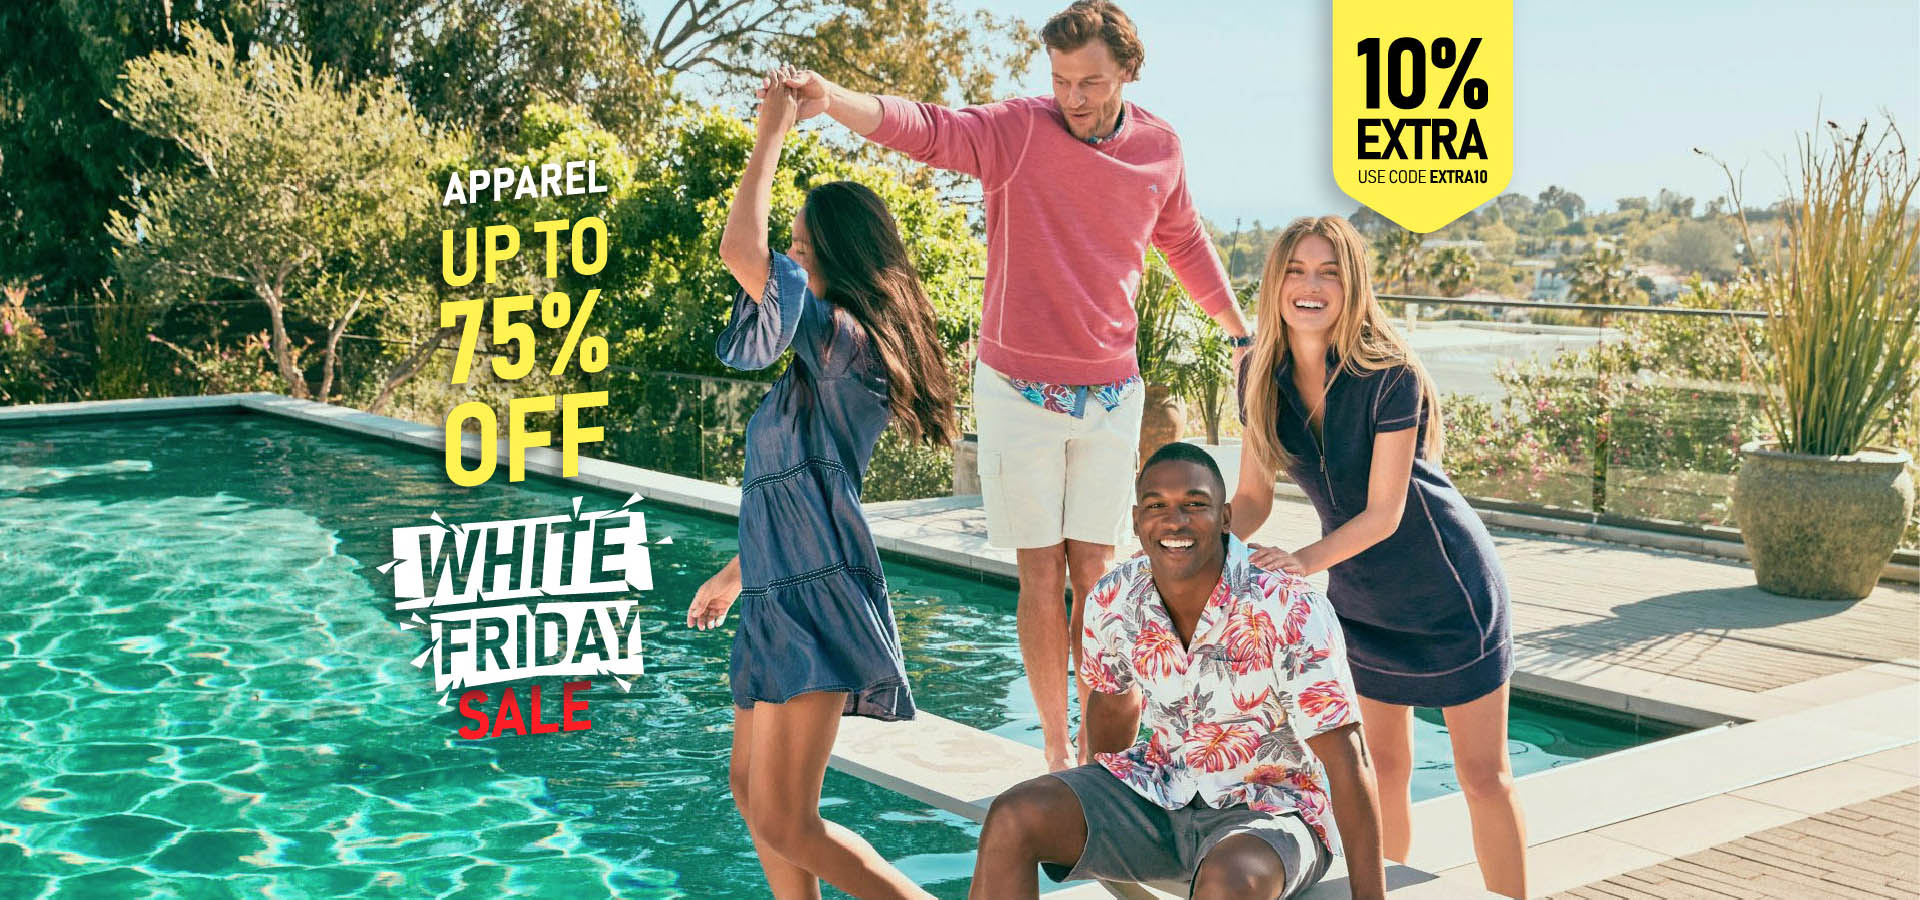 APPAREL
UP TO
75%
OFF
WHITE
FRIDAY
SALE
10%
EXTRA
USE CODE EXTRA10